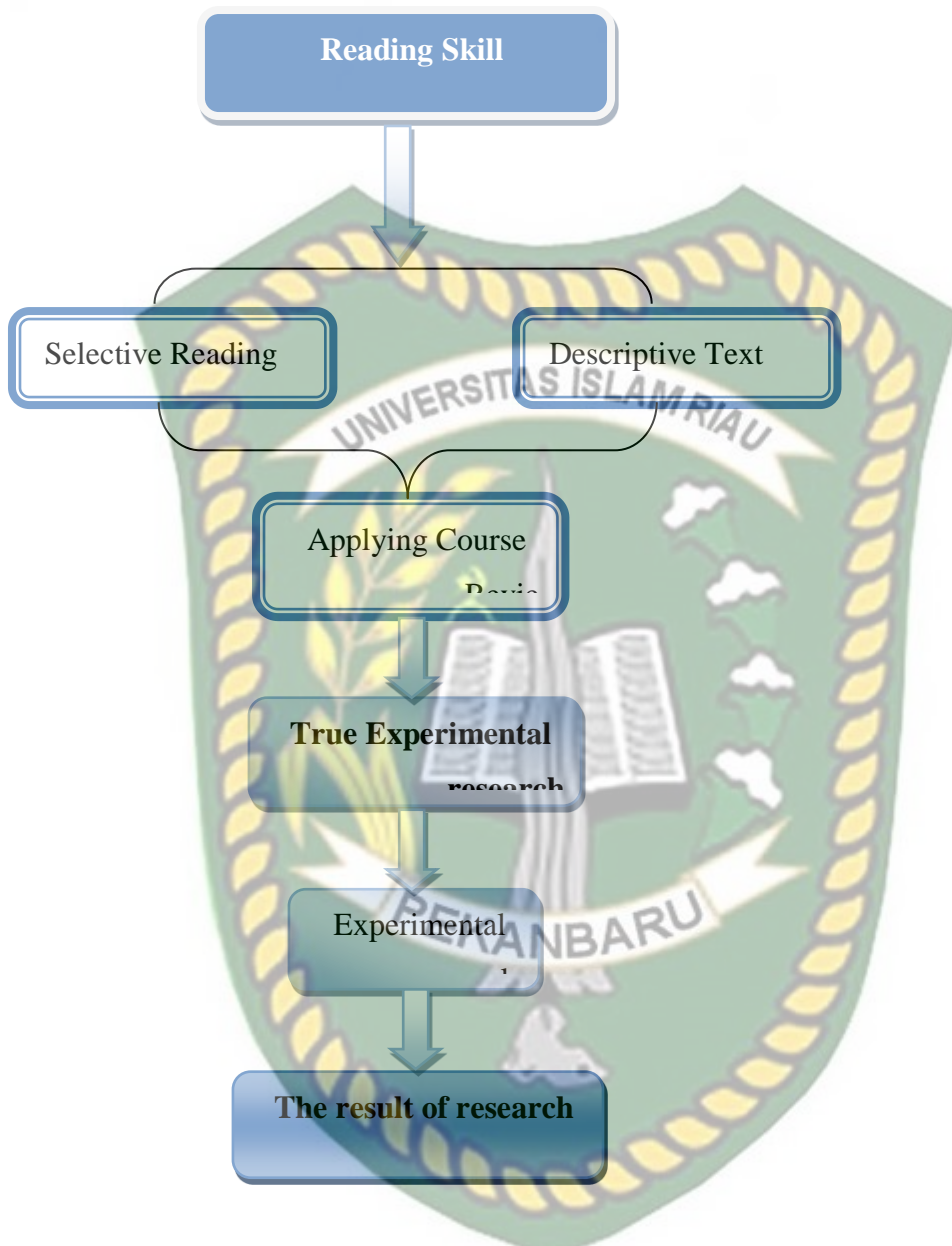 Reading Skill
Selective Reading
Descriptive Text
UNIVERSITAS ISLAM RIAU
Applying Course
True Experimental
research
Experimental
PEKANBARU
The result of research